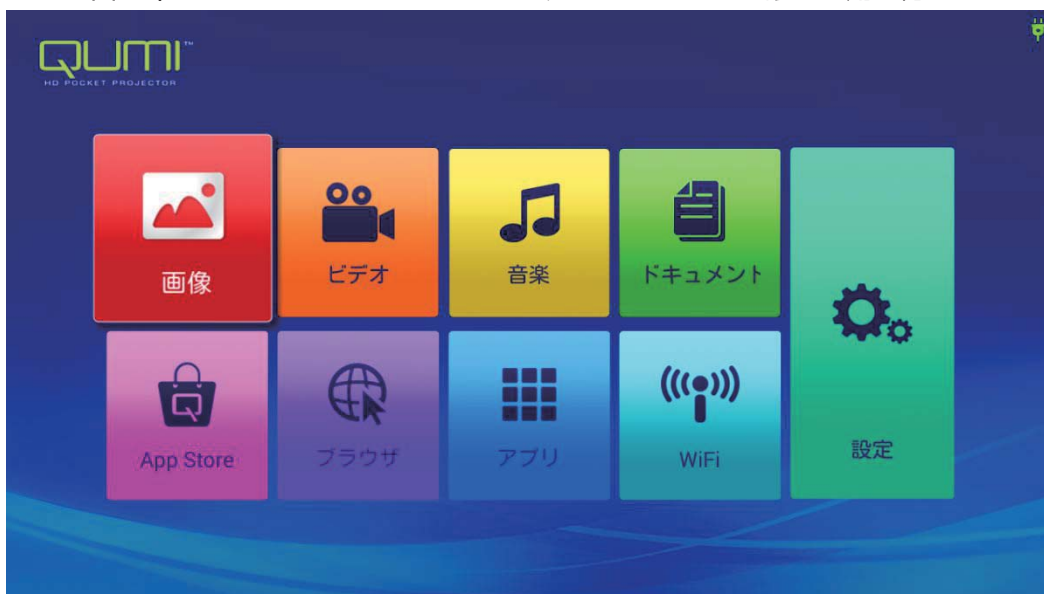 QUMI™
HD POCKET PROJECTOR
画像
ビデオ
音楽
ドキュメント
App Store
ブラウザ
アプリ
WiFi
設定